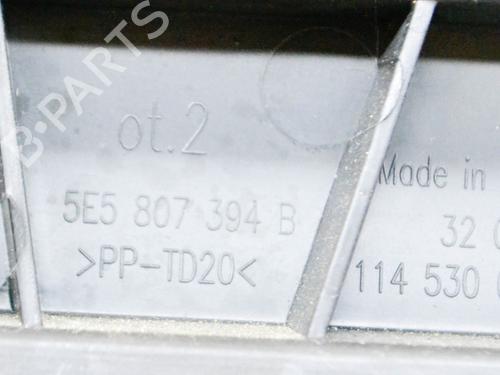 B-PARTS
ot.2
5E5 807 394 B
>PP-TD20<
Made in
32
114 530